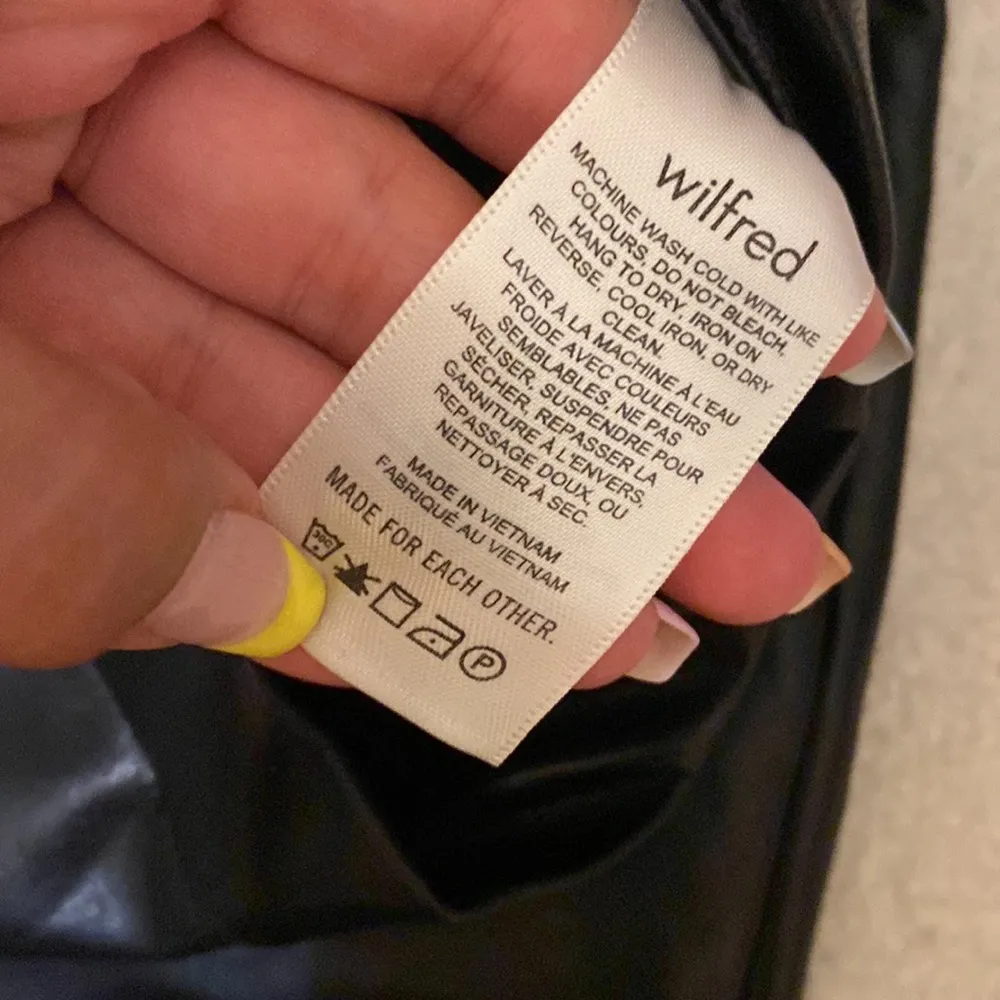 wilfred
MACHINE WASH COLD WITH LIKE
COLOURS, DO NOT BLEACH,
HANG TO DRY, IRON ON
REVERSE, COOL IRON, OR DRY
CLEAN.
LAVER À LA MACHINE À L'EAU
FROIDE AVEC COULEURS
SEMBLABLES, NE PAS
JAVELISER, SUSPENDRE POUR
SÉCHER, REPASSER LA
GARNITURE À L'ENVERS,
REPASSAGE DOUX, OU
NETTOYER À SEC.
MADE IN VIETNAM
FABRIQUÉ AU VIETNAM
MADE FOR EACH OTHER.
30C P